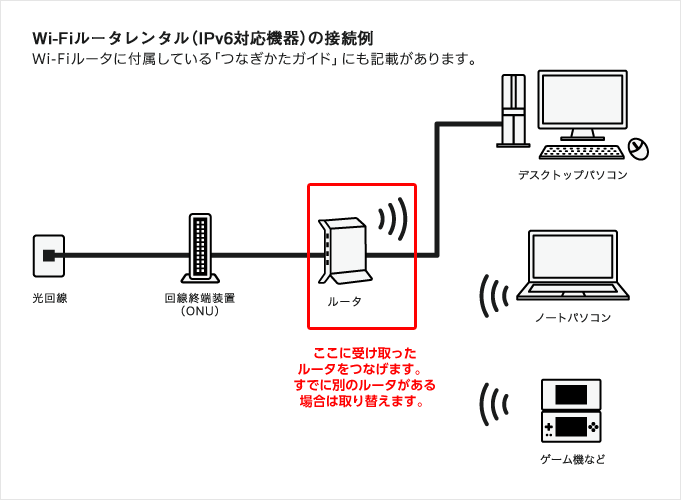 Wi-Fiルータレンタル(IPv6対応機器)の接続例
Wi-Fiルータに付属している「つなぎかたガイド」にも記載があります。
デスクトップパソコン
光回線
回線終端装置
(ONU)
ルータ
ノートパソコン
ここに受け取った
ルータをつなげます。
すでに別のルータがある
場合は取り替えます。
ゲーム機など